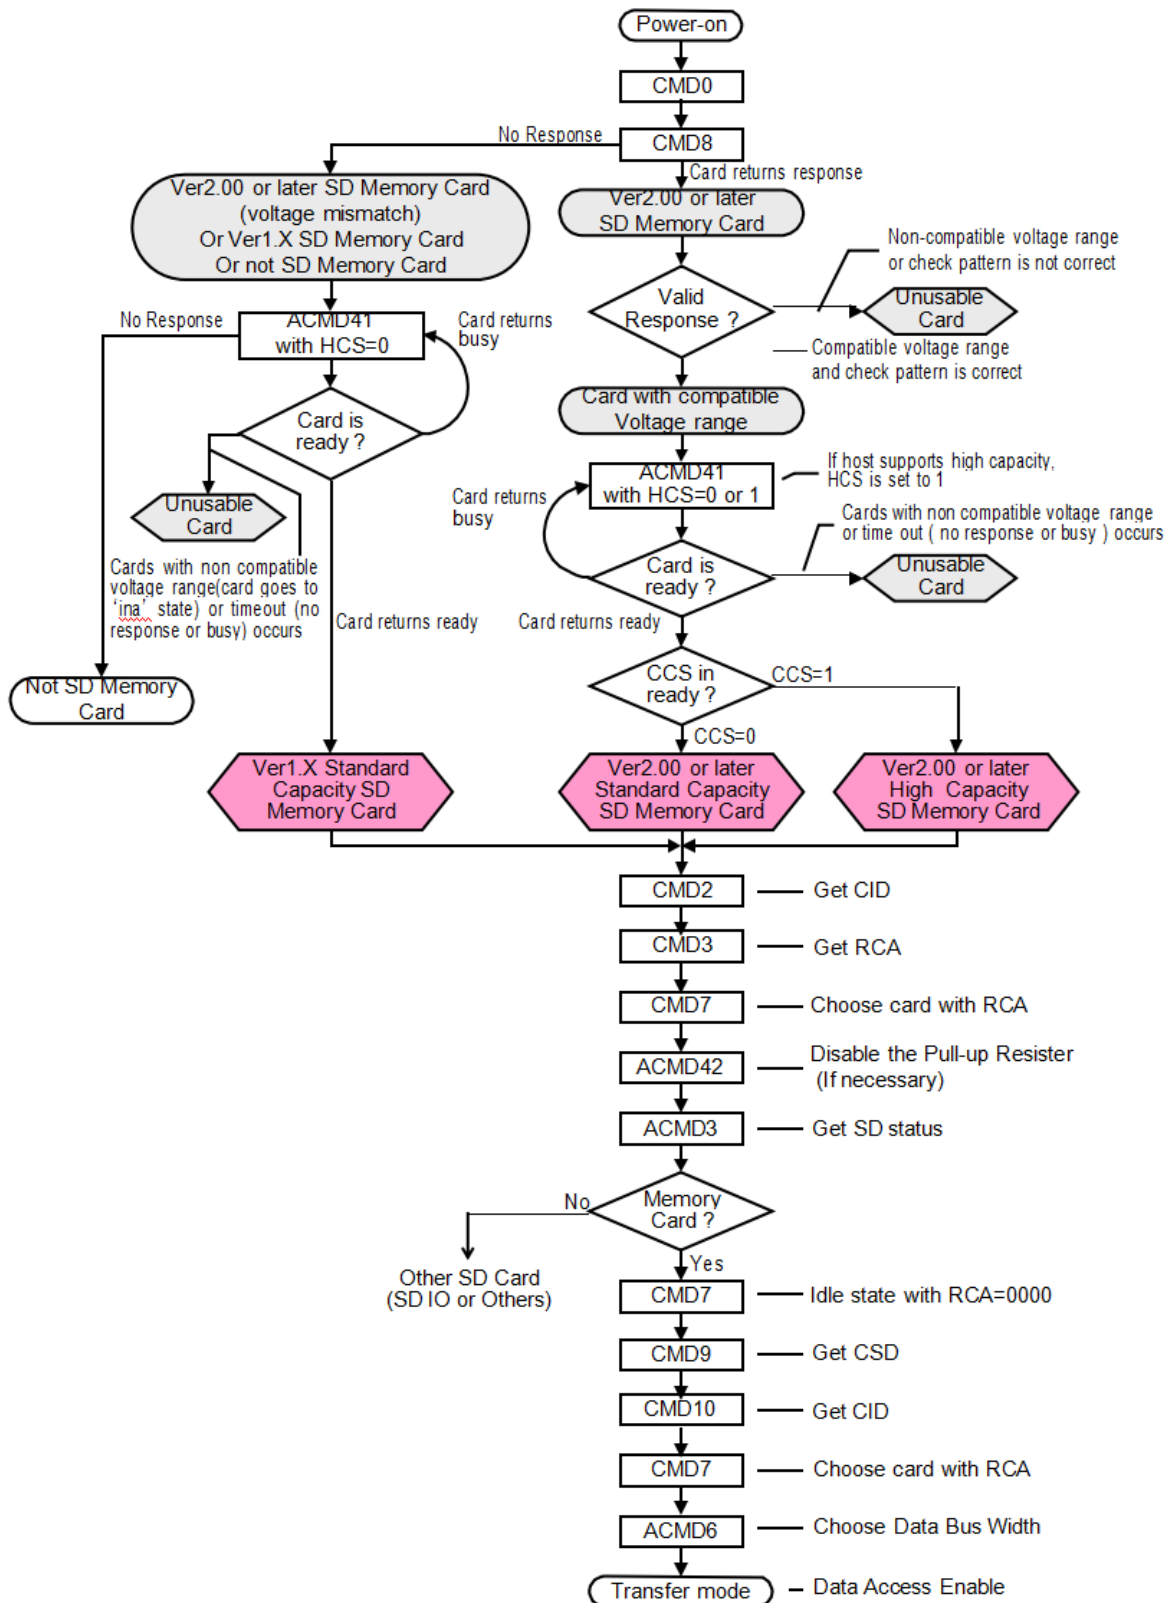 Power-on
CMD0
No Response
CMD8
Card returns response
Ver2.00 or later SD Memory Card
(voltage mismatch)
Or Ver1.X SD Memory Card
Or not SD Memory Card
Ver2.00 or later
SD Memory Card
Non-compatible voltage range
or check pattern is not correct
Valid
Response ?
Unusable
Card
Compatible voltage range
and check pattern is correct
No Response
ACMD41
with HCS=0
Card returns
busy
Card is
ready ?
Unusable
Card
Cards with non compatible
voltage range(card goes to
‘ina’ state) or timeout (no
response or busy) occurs
Card returns ready
Not SD Memory
Card
Card with compatible
Voltage range
ACMD41
with HCS=0 or 1
If host supports high capacity,
HCS is set to 1
Card returns
busy
Cards with non compatible voltage range
or time out ( no response or busy ) occurs
Card is
ready ?
Unusable
Card
Card returns ready
CCS in
ready ?
CCS=1
CCS=0
Ver1.X Standard
Capacity SD
Memory Card
Ver2.00 or later
Standard Capacity
SD Memory Card
Ver2.00 or later
High Capacity
SD Memory Card
CMD2
Get CID
CMD3
Get RCA
CMD7
Choose card with RCA
ACMD42
Disable the Pull-up Resister
(If necessary)
ACMD3
Get SD status
No
Memory
Card ?
Yes
Other SD Card
(SD IO or Others)
CMD7
Idle state with RCA=0000
CMD9
Get CSD
CMD10
Get CID
CMD7
Choose card with RCA
ACMD6
Choose Data Bus Width
Transfer mode
Data Access Enable